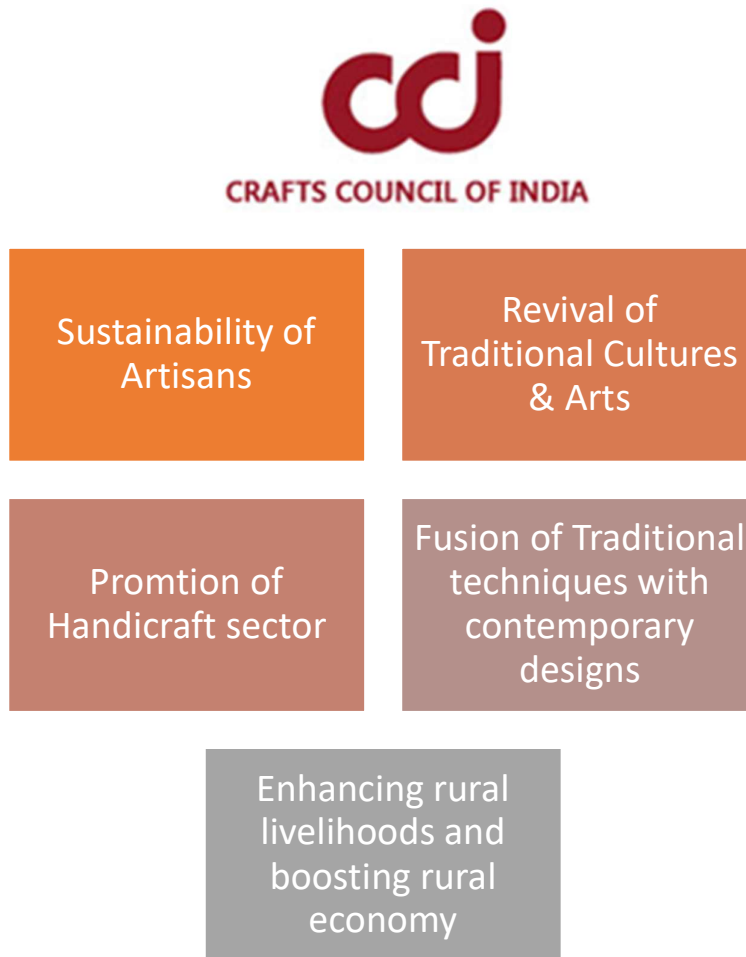 cci
CRAFTS COUNCIL OF INDIA
Sustainability of
Artisans
Revival of
Traditional Cultures
& Arts
Promtion of
Handicraft sector
Fusion of Traditional
techniques with
contemporary
designs
Enhancing rural
livelihoods and
boosting rural
economy